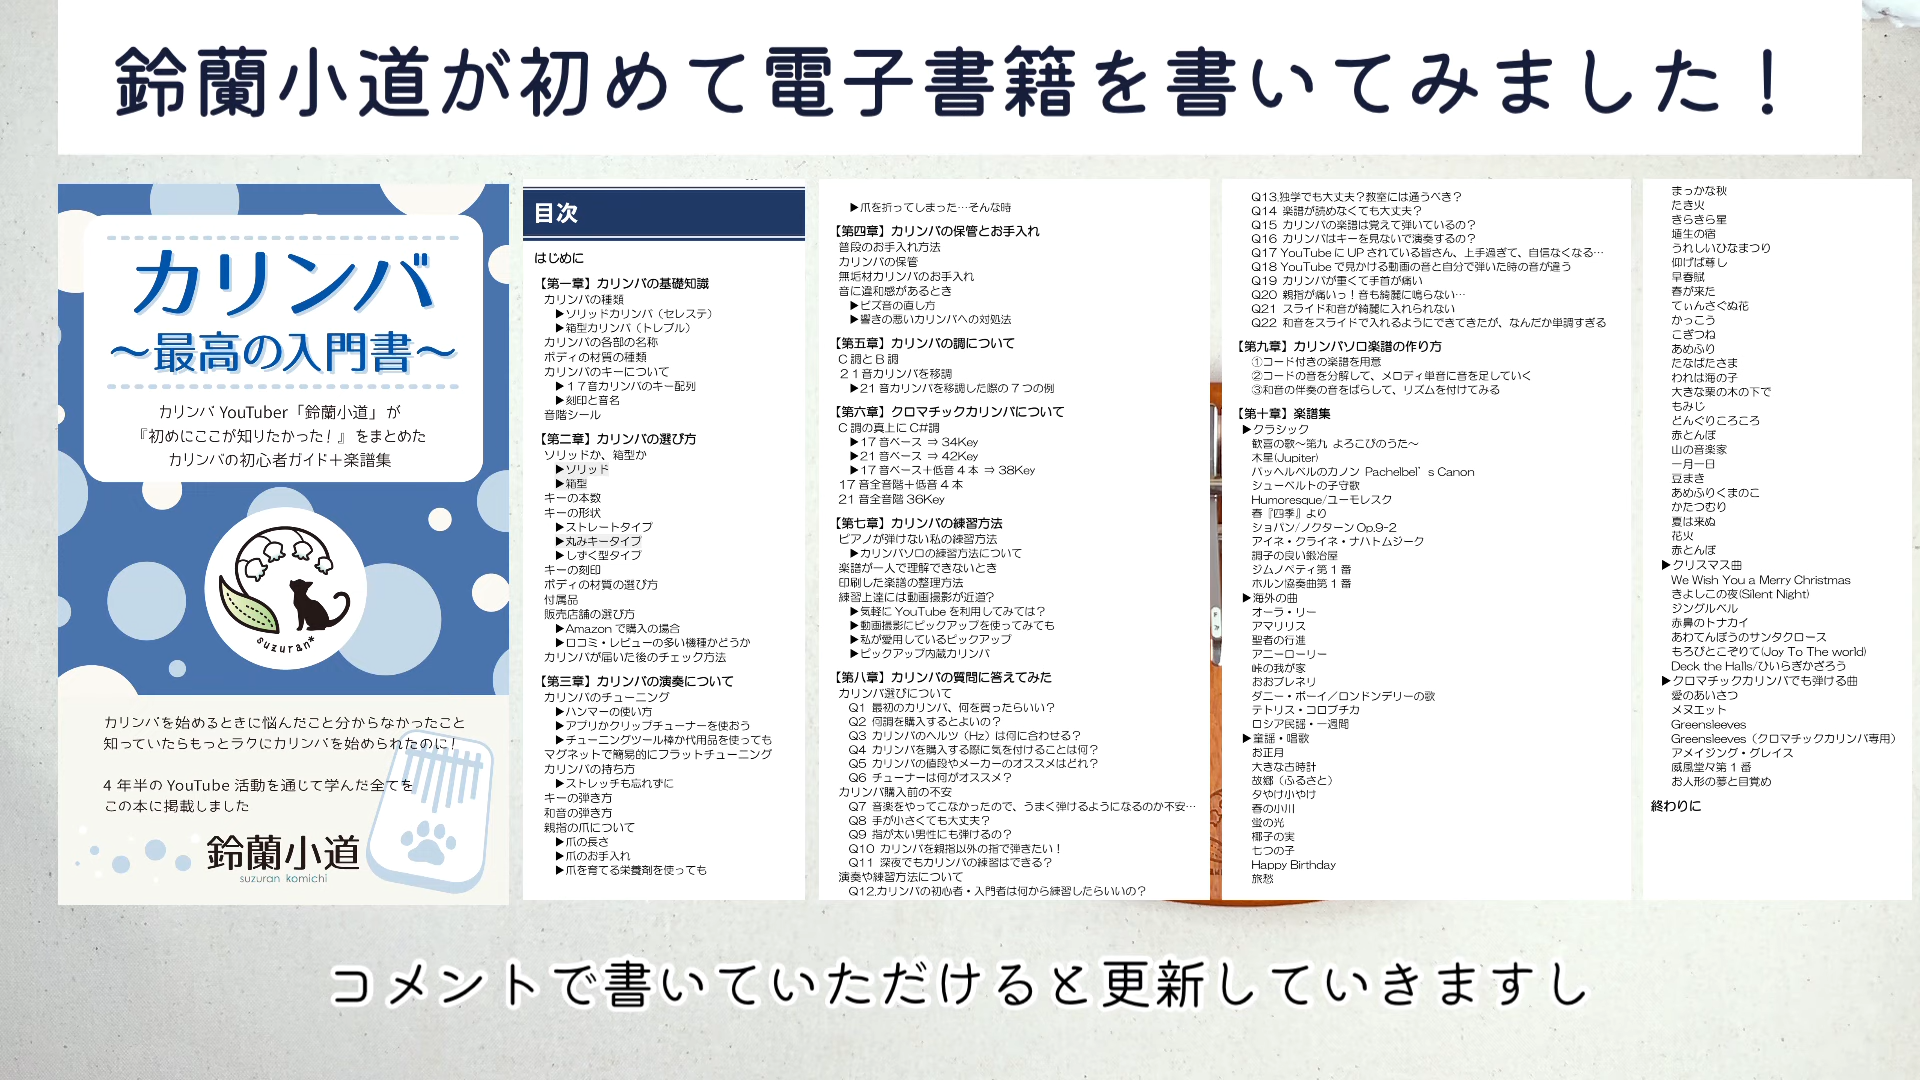 鈴蘭小道が初めて電子書籍を書いてみました！
カリンバ
～最高の入門書～
カリンバ YouTuber「鈴蘭小道」が
『初めにここが知りたかった！』をまとめた
カリンバの初心者ガイド＋楽譜集
suzuran*
カリンバを始めるときに悩んだこと分からなかったこと
知っていたらもっとラクにカリンバを始められたのに！
4 年半の YouTube 活動を通じて学んだ全てを
この本に掲載しました
鈴蘭小道
suzuran komichi
目次
はじめに
【第一章】カリンバの基礎知識
カリンバの種類
▶ソリッドカリンバ（セレステ）
▶箱型カリンバ（トレブル）
カリンバの各部の名称
ボディの材質の種類
カリンバのキーについて
▶１７音カリンバのキー配列
▶刻印と音名
音階シール
【第二章】カリンバの選び方
ソリッドか、箱型か
▶ソリッド
▶箱型
キーの本数
キーの形状
▶ストレートタイプ
▶丸みキータイプ
▶しずく型タイプ
キーの刻印
ボディの材質の選び方
付属品
販売店舗の選び方
▶Amazon で購入の場合
▶口コミ・レビューの多い機種かどうか
カリンバが届いた後のチェック方法
【第三章】カリンバの演奏について
カリンバのチューニング
▶ハンマーの使い方
▶アプリかクリップチューナーを使おう
▶チューニングツール棒か代用品を使っても
マグネットで簡易的にフラットチューニング
カリンバの持ち方
▶ストレッチも忘れずに
キーの弾き方
和音の弾き方
親指の爪について
▶爪の長さ
▶爪のお手入れ
▶爪を育てる栄養剤を使っても
▶爪を折ってしまった…そんな時
【第四章】カリンバの保管とお手入れ
普段のお手入れ方法
カリンバの保管
無垢材カリンバのお手入れ
音に違和感があるとき
▶ビズ音の直し方
▶響きの悪いカリンバへの対処法
【第五章】カリンバの調について
C 調と B 調
２１音カリンバを移調
▶21 音カリンバを移調した際の７つの例
【第六章】クロマチックカリンバについて
C 調の真上に C#調
▶17 音ベース ⇒ 34Key
▶21 音ベース ⇒ 42Key
▶17 音ベース＋低音 4 本 ⇒ 38Key
17 音全音階＋低音 4 本
21 音全音階 36Key
【第七章】カリンバの練習方法
ピアノが弾けない私の練習方法
▶カリンバソロの練習方法について
楽譜が一人で理解できないとき
印刷した楽譜の整理方法
練習上達には動画撮影が近道?
▶気軽に YouTube を利用してみては？
▶動画撮影にピックアップを使ってみても
▶私が愛用しているピックアップ
▶ピックアップ内蔵カリンバ
【第八章】カリンバの質問に答えてみた
カリンバ選びについて
Q1 最初のカリンバ、何を買ったらいい？
Q2 何調を購入するとよいの？
Q3 カリンバのヘルツ（Hz）は何に合わせる？
Q4 カリンバを購入する際に気を付けることは何？
Q5 カリンバの値段やメーカーのオススメはどれ？
Q6 チューナーは何がオススメ？
カリンバ購入前の不安
Q7 音楽をやってこなかったので、うまく弾けるようになるのか不安…
Q8 手が小さくても大丈夫？
Q9 指が太い男性にも弾けるの？
Q10 カリンバを親指以外の指で弾きたい！
Q11 深夜でもカリンバの練習はできる？
演奏や練習方法について
Q12.カリンバの初心者・入門者は何から練習したらいいの？
Q13.独学でも大丈夫？教室には通うべき？
Q14 楽譜が読めなくても大丈夫？
Q15 カリンバの楽譜は覚えて弾いているの？
Q16 カリンバはキーを見ないで演奏するの？
Q17 YouTube に UP されている皆さん、上手過ぎて、自信なくなる…
Q18 YouTube で見かける動画の音と自分で弾いた時の音が違う
Q19 カリンバが重くて手首が痛い
Q20 親指が痛いっ！音も綺麗に鳴らない…
Q21 スライド和音が綺麗に入れられない
Q22 和音をスライドで入れるようにできてきたが、なんだか単調すぎる
【第九章】カリンバソロ楽譜の作り方
①コード付きの楽譜を用意
②コードの音を分解して、メロディ単音に音を足していく
③和音の伴奏の音をばらして、リズムを付けてみる
【第十章】楽譜集
▶クラシック
歓喜の歌～第九 よろこびのうた～
木星(Jupiter)
パッヘルベルのカノン Pachelbel’s Canon
シューベルトの子守歌
Humoresque/ユーモレスク
春『四季』より
ショパン/ノクターン Op.9-2
アイネ・クライネ・ナハトムジーク
調子の良い鍛冶屋
ジムノペティ第 1 番
ホルン協奏曲第 1 番
▶海外の曲
オーラ・リー
アマリリス
聖者の行進
アニーローリー
峠の我が家
おおブレネリ
ダニー・ボーイ／ロンドンデリーの歌
テトリス・コロブチカ
ロシア民謡・一週間
▶童謡・唱歌
お正月
大きな古時計
故郷（ふるさと）
夕やけ小やけ
春の小川
蛍の光
椰子の実
七つの子
Happy Birthday
旅愁
まっかな秋
たき火
きらきら星
埴生の宿
うれしいひなまつり
仰げば尊し
早春賦
春が来た
てぃんさぐぬ花
かっこう
こぎつね
あめふり
たなばたさま
われは海の子
大きな栗の木の下で
もみじ
どんぐりころころ
赤とんぼ
山の音楽家
一月一日
豆まき
あめふりくまのこ
かたつむり
夏は来ぬ
花火
赤とんぼ
▶クリスマス曲
We Wish You a Merry Christmas
きよしこの夜(Silent Night)
ジングルベル
赤鼻のトナカイ
あわてんぼうのサンタクロース
もろびとこぞりて(Joy To The world)
Deck the Halls/ひいらぎかざろう
▶クロマチックカリンバでも弾ける曲
愛のあいさつ
メヌエット
Greensleeves
Greensleeves（クロマチックカリンバ専用）
アメイジング・グレイス
威風堂々第 1 番
お人形の夢と目覚め
終わりに
コメントで書いていただけると更新していきますし